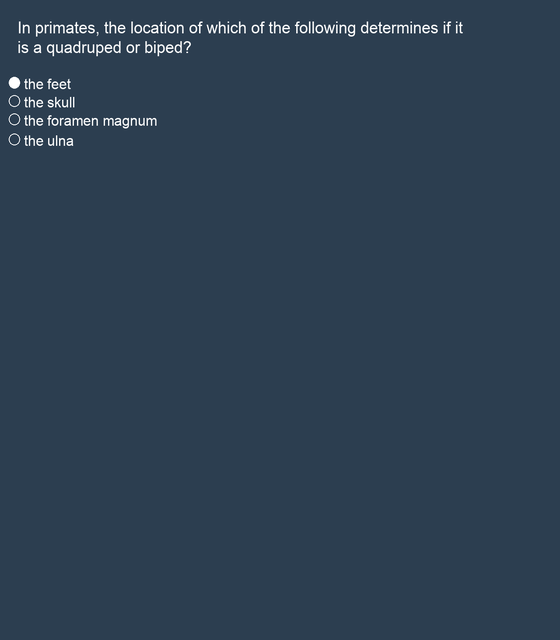 In primates, the location of which of the following determines if it
is a quadruped or biped?
the feet
the skull
the foramen magnum
the ulna